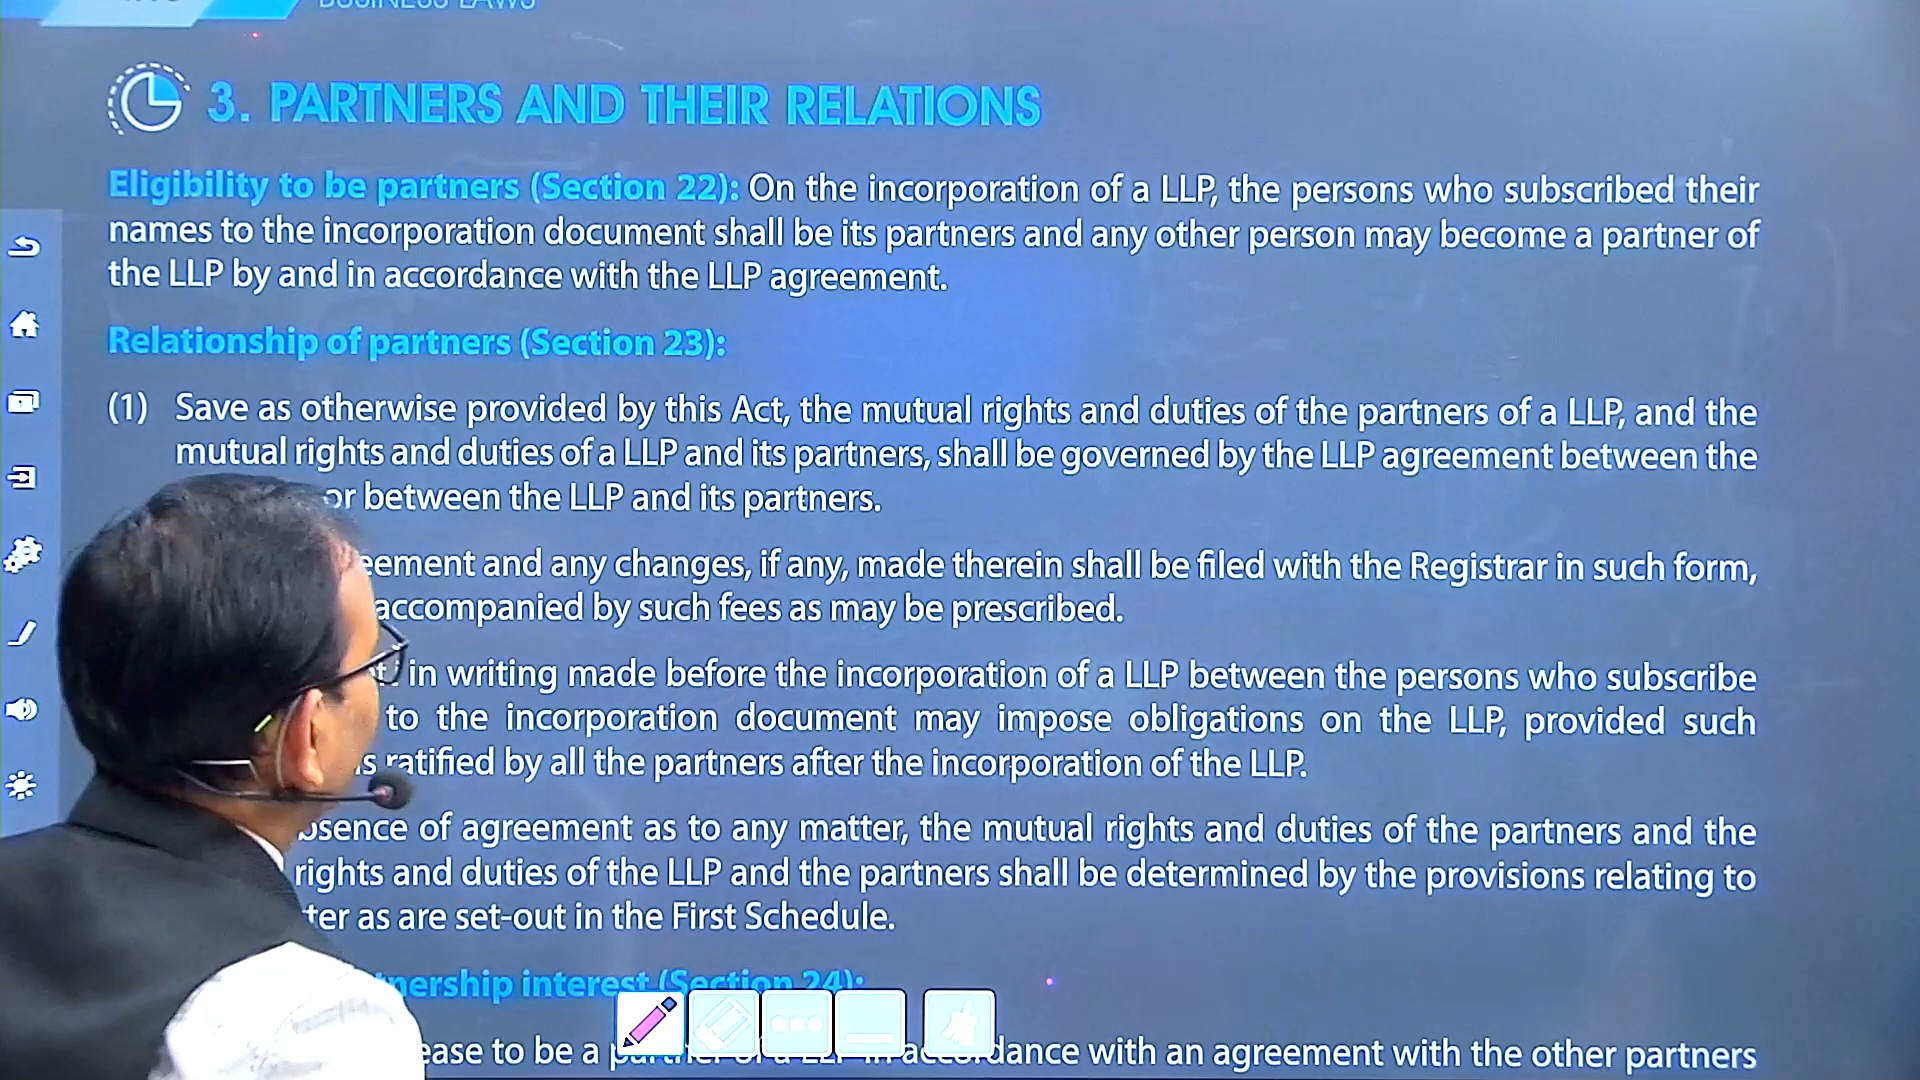 BUSINESS LAWS
3. PARTNERS AND THEIR RELATIONS
Eligibility to be partners (Section 22): On the incorporation of a LLP, the persons who subscribed their
names to the incorporation document shall be its partners and any other person may become a partner of
the LLP by and in accordance with the LLP agreement.
Relationship of partners (Section 23):
(1) Save as otherwise provided by this Act, the mutual rights and duties of the partners of a LLP, and the
mutual rights and duties of a LLP and its partners, shall be governed by the LLP agreement between the
or between the LLP and its partners.
eement and any changes, if any, made therein shall be filed with the Registrar in such form,
accompanied by such fees as may be prescribed.
in writing made before the incorporation of a LLP between the persons who subscribe
to the incorporation document may impose obligations on the LLP, provided such
is ratified by all the partners after the incorporation of the LLP.
bsence of agreement as to any matter, the mutual rights and duties of the partners and the
rights and duties of the LLP and the partners shall be determined by the provisions relating to
ter as are set-out in the First Schedule.
nership interest (Section 24):
ease to be a partner of a LLP in accordance with an agreement with the other partners